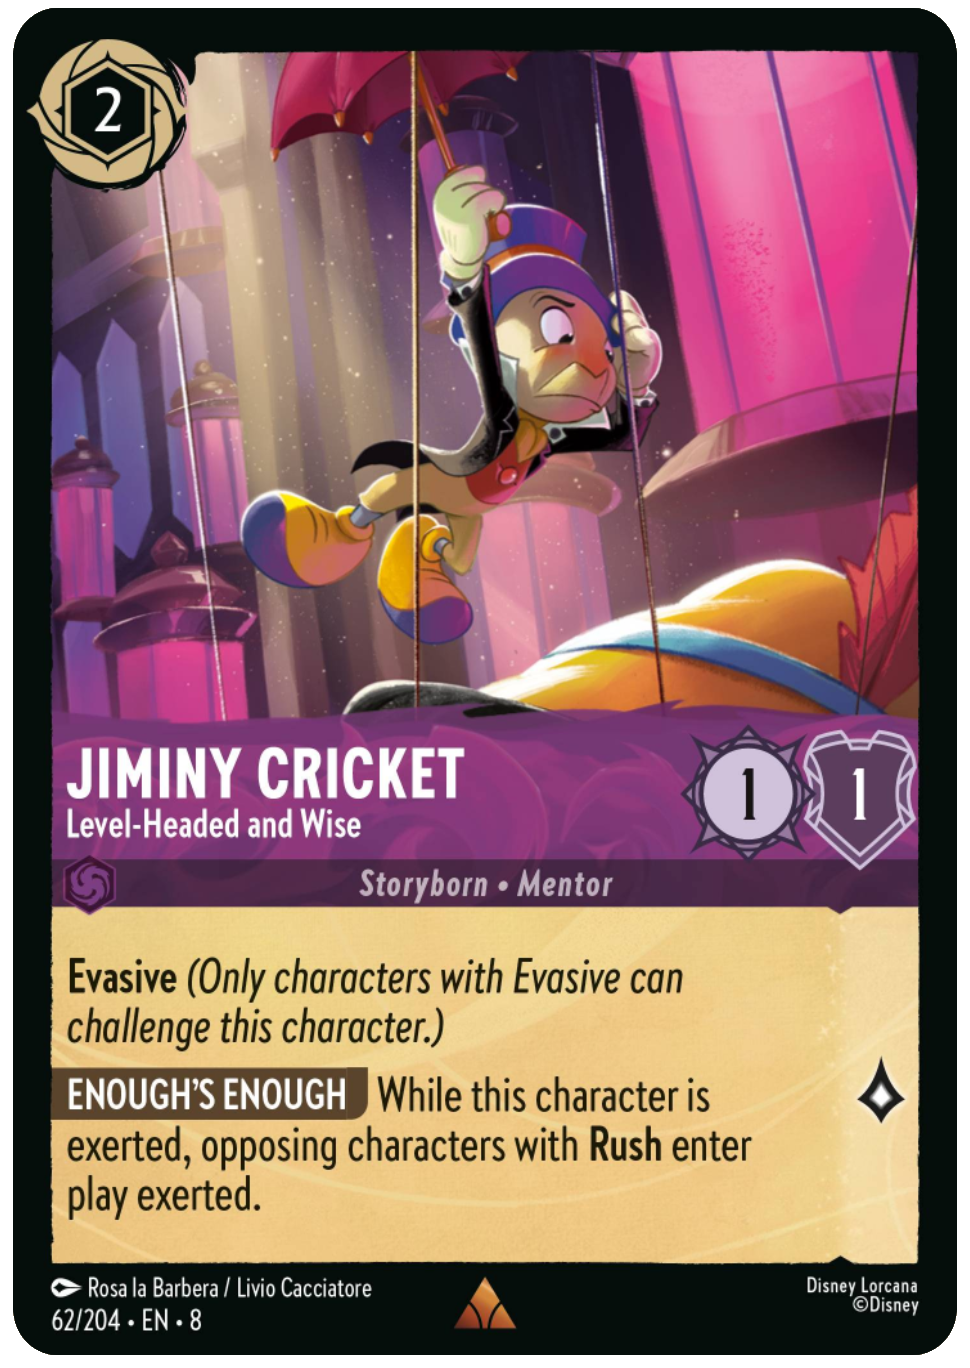 2
JIMINY CRICKET
Level-Headed and Wise
1
1
Storyborn • Mentor
Evasive (Only characters with Evasive can
challenge this character.)
ENOUGH'S ENOUGH While this character is
exerted, opposing characters with Rush enter
play exerted.
Rosa la Barbera / Livio Cacciatore
62/204 • EN • 8
Disney Lorcana
©Disney